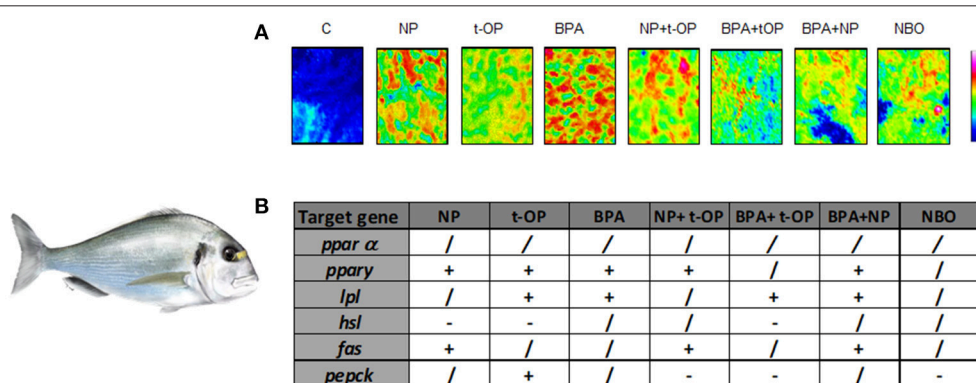 A
C NP t-OP BPA NP+t-OP BPA+tOP BPA+NP NBO
B
Target gene NP t-OP BPA NP+ t-OP BPA+ t-OP BPA+NP NBO
ppar α / / / / / / /
ppary + + + + / + /
lpl / + + / + + /
hsl - - / / - / /
fas + / / + / + /
pepck / + / - - / -